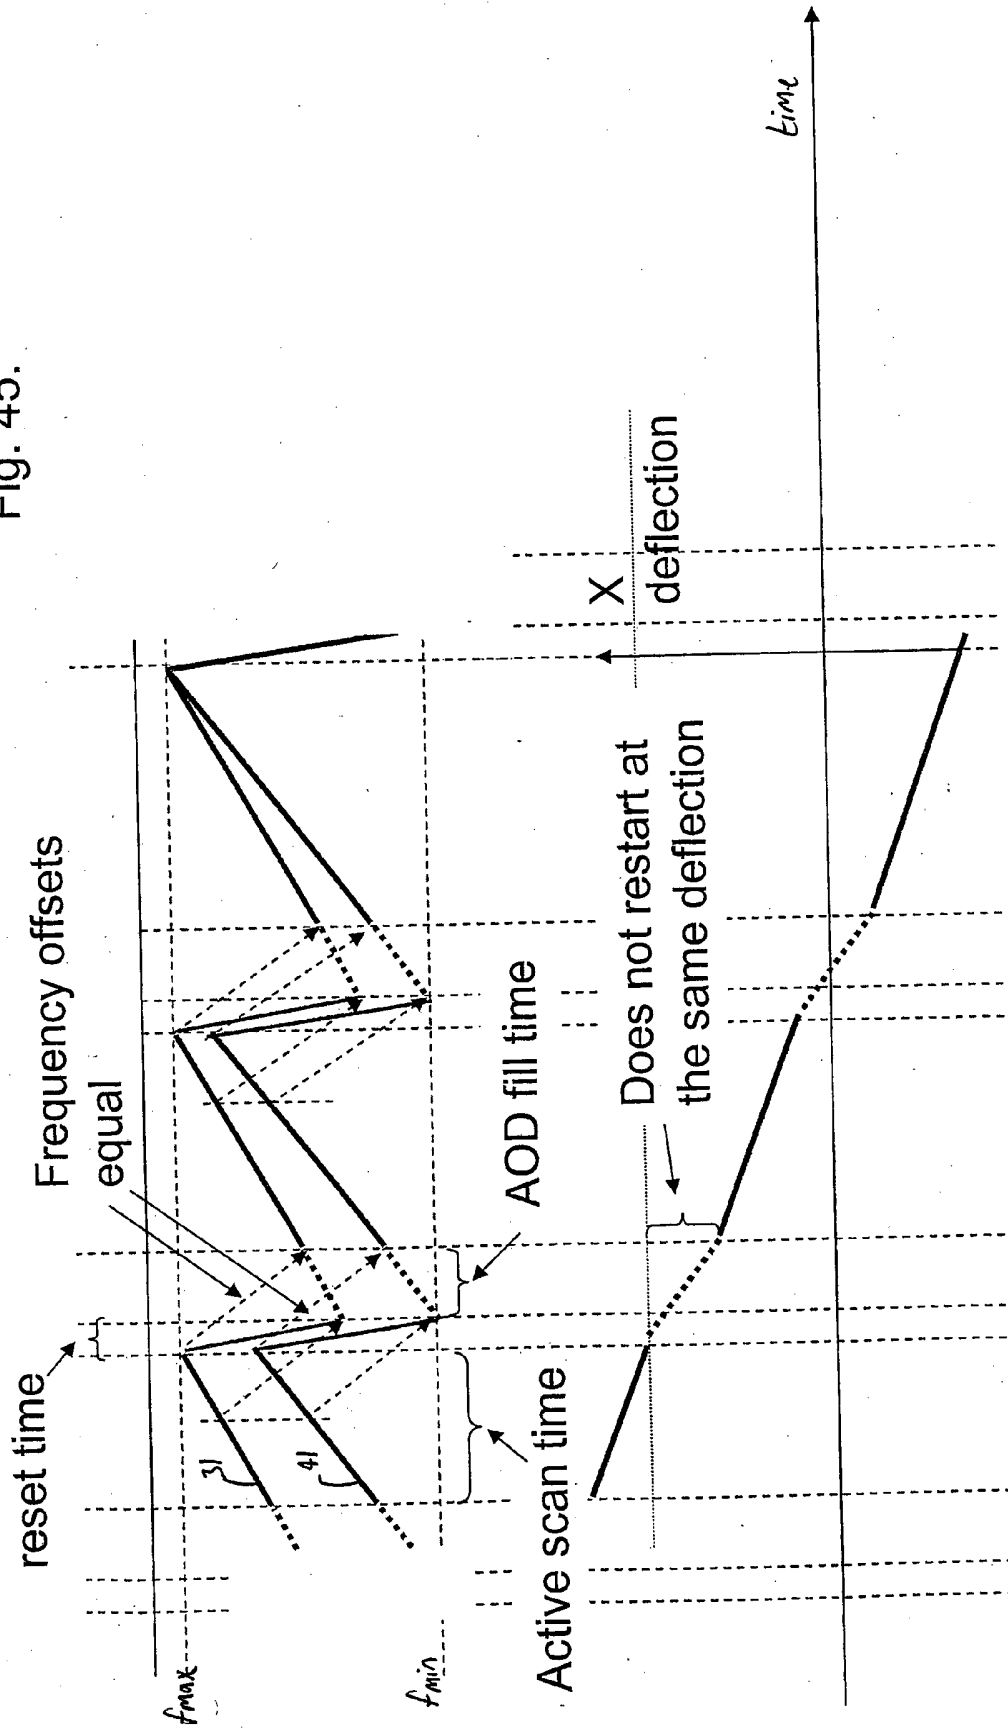 Fig. 45.
reset time
Frequency offsets
equal
fmax
31
41
fmin
AOD fill time
Active scan time
Does not restart at
the same deflection
X
deflection
time